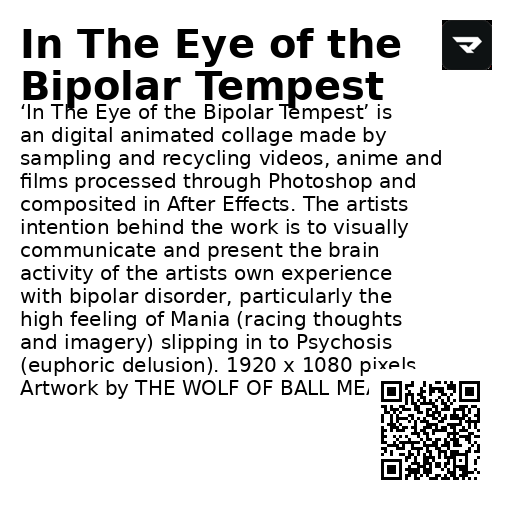 In The Eye of the
Bipolar Tempest
‘In The Eye of the Bipolar Tempest’ is
an digital animated collage made by
sampling and recycling videos, anime and
films processed through Photoshop and
composited in After Effects. The artists
intention behind the work is to visually
communicate and present the brain
activity of the artists own experience
with bipolar disorder, particularly the
high feeling of Mania (racing thoughts
and imagery) slipping in to Psychosis
(euphoric delusion). 1920 x 1080 pixels
Artwork by THE WOLF OF BALL